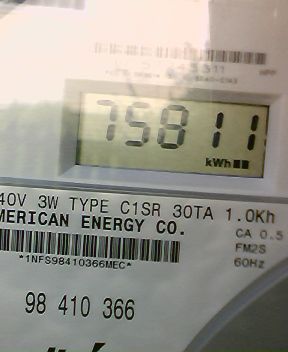 75811
kWh
40V 3W TYPE C1SR 30TA 1.0Kh
MERICAN ENERGY CO.
CA 0.5
FM2S
*1NFS98410366MEC*
60Hz
98 410 366